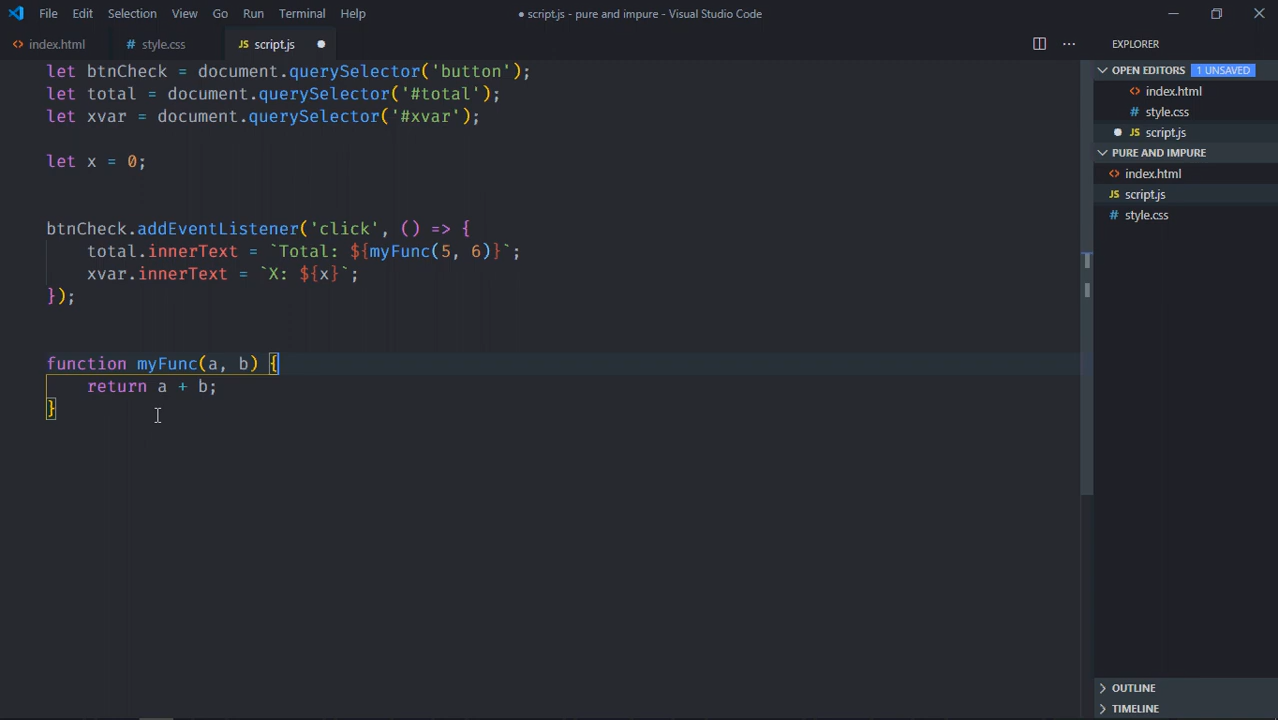 File Edit Selection View Go Run Terminal Help ● script.js - pure and impure - Visual Studio Code
<> index.html # style.css JS script.js ● ··· EXPLORER
let btnCheck = document.querySelector('button');
let total = document.querySelector('#total');
let xvar = document.querySelector('#xvar');
let x = 0;
btnCheck.addEventListener('click', () => {
total.innerText = `Total: ${myFunc(5, 6)}`;
xvar.innerText = `X: ${x}`;
});
function myFunc(a, b) {
return a + b;
}
OPEN EDITORS 1 UNSAVED
<> index.html
# style.css
● JS script.js
PURE AND IMPURE
<> index.html
JS script.js
# style.css
OUTLINE
TIMELINE